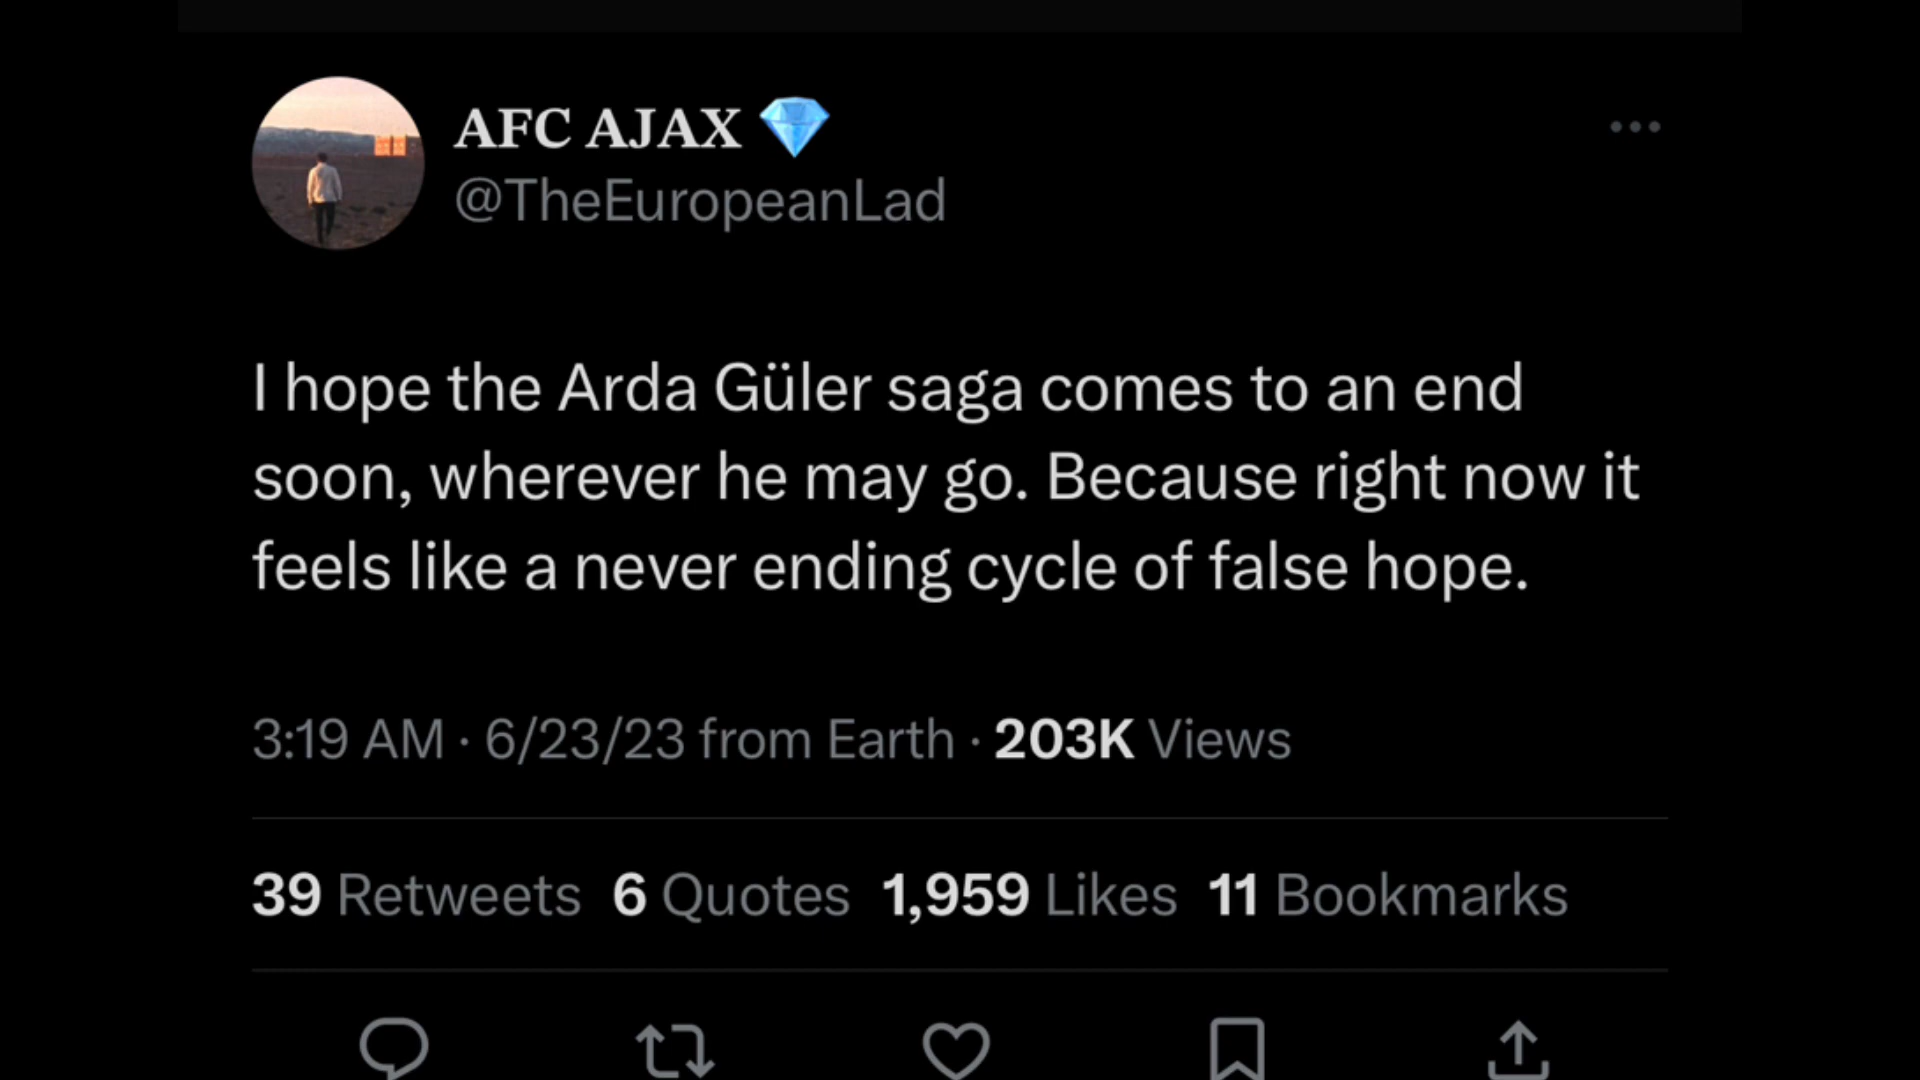 AFC AJAX 💎
@TheEuropeanLad
I hope the Arda Güler saga comes to an end
soon, wherever he may go. Because right now it
feels like a never ending cycle of false hope.
3:19 AM · 6/23/23 from Earth · 203K Views
39 Retweets 6 Quotes 1,959 Likes 11 Bookmarks